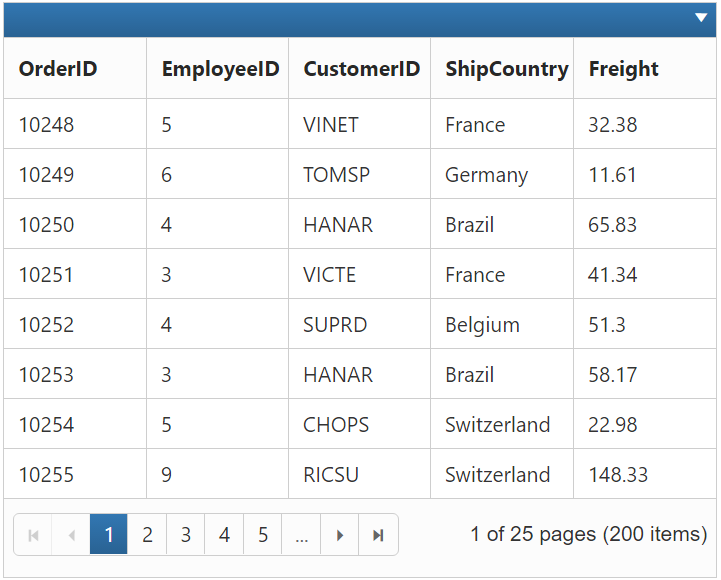 OrderID EmployeeID CustomerID ShipCountry Freight
10248 5 VINET France 32.38
10249 6 TOMSP Germany 11.61
10250 4 HANAR Brazil 65.83
10251 3 VICTE France 41.34
10252 4 SUPRD Belgium 51.3
10253 3 HANAR Brazil 58.17
10254 5 CHOPS Switzerland 22.98
10255 9 RICSU Switzerland 148.33
1 2 3 4 5 ... 1 of 25 pages (200 items)